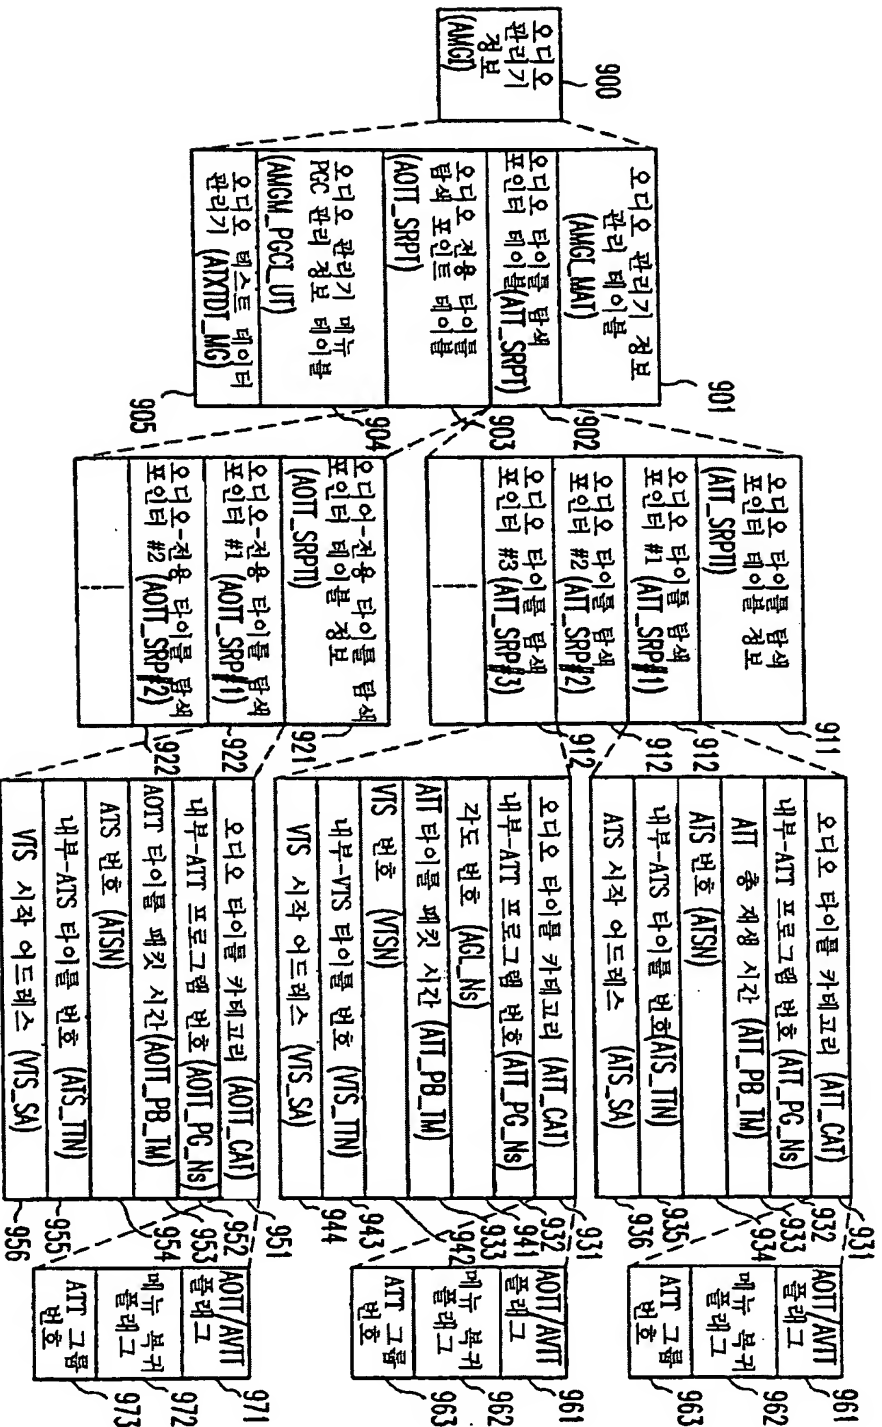 오디오
관리기
정보
(AMGI)
900
오디오 관리기 정보
관리 테이블
(AMGI_MAT)
오디오 타이틀 탐색
포인터 테이블(ATT_SRPT)
오디오 전용 타이틀
탐색 포인트 테이블
(AOTT_SRPT)
오디오 관리기 메뉴
PGC 관리 정보 테이블
(AMGM_PGCI_UT)
오디오 텍스트 데이터
관리기 (ATXTDT_MG)
901
902
903
904
905
오디오 타이틀 탐색
포인터 테이블 정보
(ATT_SRPTI)
오디오 타이틀 탐색
포인터 #1 (ATT_SRP#1)
오디오 타이틀 탐색
포인터 #2 (ATT_SRP#2)
오디오 타이틀 탐색
포인터 #3 (ATT_SRP#3)
911
912
912
912
오디어-전용 타이틀 탐색
포인터 테이블 정보
(AOTT_SRPTI)
오디오-전용 타이틀 탐색
포인터 #1 (AOTT_SRP#1)
오디오-전용 타이틀 탐색
포인터 #2 (AOTT_SRP#2)
921
922
922
오디오 타이틀 카테고리 (ATT_CAT)
내부-ATT 프로그램 번호 (ATT_PG_Ns)
ATT 총 재생 시간 (ATT_PB_TM)
ATS 번호 (ATSN)
내부-ATS 타이틀 번호(ATS_TTN)
ATS 시작 어드레스 (ATS_SA)
931
932
933
934
935
936
오디오 타이틀 카테고리 (ATT_CAT)
내부-ATT 프로그램 번호(ATT_PG_Ns)
각도 번호 (AGL_Ns)
ATT 타이틀 패킷 시간 (ATT_PB_TM)
VTS 번호 (VTSN)
내부-VTS 타이틀 번호 (VTS_TTN)
VTS 시작 어드레스 (VTS_SA)
931
932
941
933
942
943
944
오디오 타이틀 카테고리 (AOTT_CAT)
내부-ATT 프로그램 번호(AOTT_PG_Ns)
AOTT 타이틀 패킷 시간(AOTT_PB_TM)
ATS 번호 (ATSN)
내부-ATS 타이틀 번호 (ATS_TTN)
VTS 시작 어드레스 (VTS_SA)
951
952
953
954
955
956
AOTT/AVTT
플래그
메뉴 복귀
플래그
ATT 그룹
번호
961
962
963
AOTT/AVTT
플래그
메뉴 복귀
플래그
ATT 그룹
번호
961
962
963
AOTT/AVTT
플래그
메뉴 복귀
플래그
ATT 그룹
번호
971
972
973